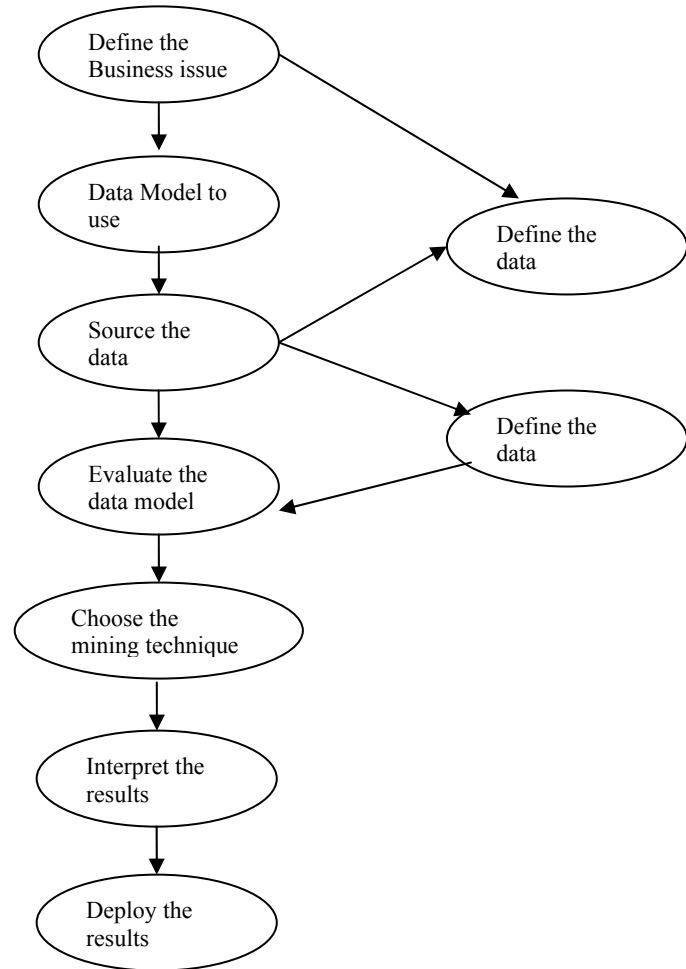 Define the
Business issue
Data Model to
use
Define the
data
Source the
data
Define the
data
Evaluate the
data model
Choose the
mining technique
Interpret the
results
Deploy the
results